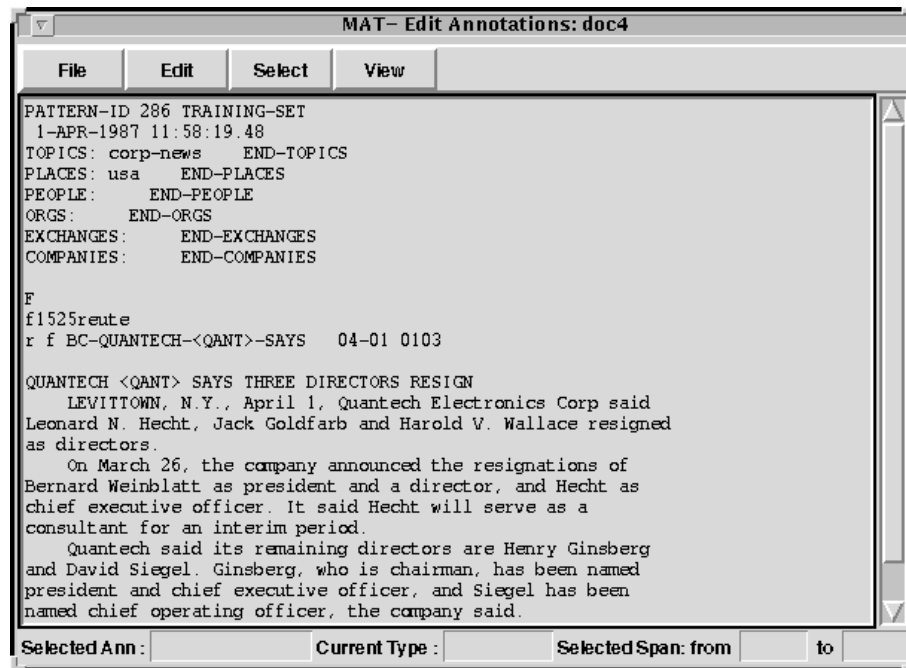 MAT- Edit Annotations: doc4
File Edit Select View
PATTERN-ID 286 TRAINING-SET
1-APR-1987 11:58:19.48
TOPICS: corp-news END-TOPICS
PLACES: usa END-PLACES
PEOPLE: END-PEOPLE
ORGS: END-ORGS
EXCHANGES: END-EXCHANGES
COMPANIES: END-COMPANIES
F
f1525reute
r f BC-QUANTECH-<QANT>-SAYS 04-01 0103
QUANTECH <QANT> SAYS THREE DIRECTORS RESIGN
LEVITTOWN, N.Y., April 1, Quantech Electronics Corp said
Leonard N. Hecht, Jack Goldfarb and Harold V. Wallace resigned
as directors.
On March 26, the company announced the resignations of
Bernard Weinblatt as president and a director, and Hecht as
chief executive officer. It said Hecht will serve as a
consultant for an interim period.
Quantech said its remaining directors are Henry Ginsberg
and David Siegel. Ginsberg, who is chairman, has been named
president and chief executive officer, and Siegel has been
named chief operating officer, the company said.
Selected Ann : Current Type : Selected Span: from to